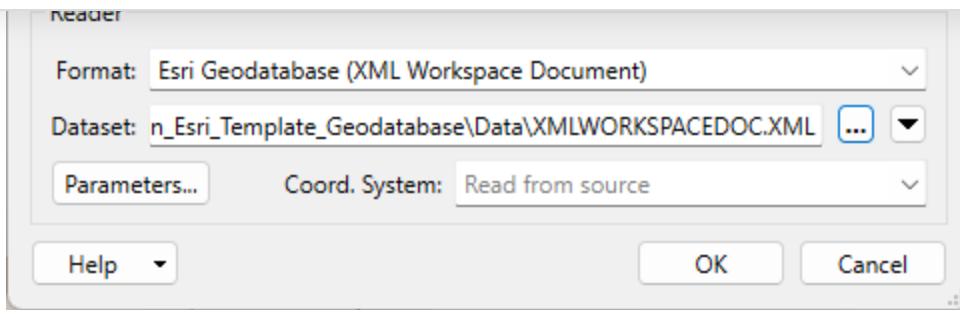 Reader
Format: Esri Geodatabase (XML Workspace Document)
Dataset: n_Esri_Template_Geodatabase\Data\XMLWORKSPACEDOC.XML ...
Parameters... Coord. System: Read from source
Help OK Cancel